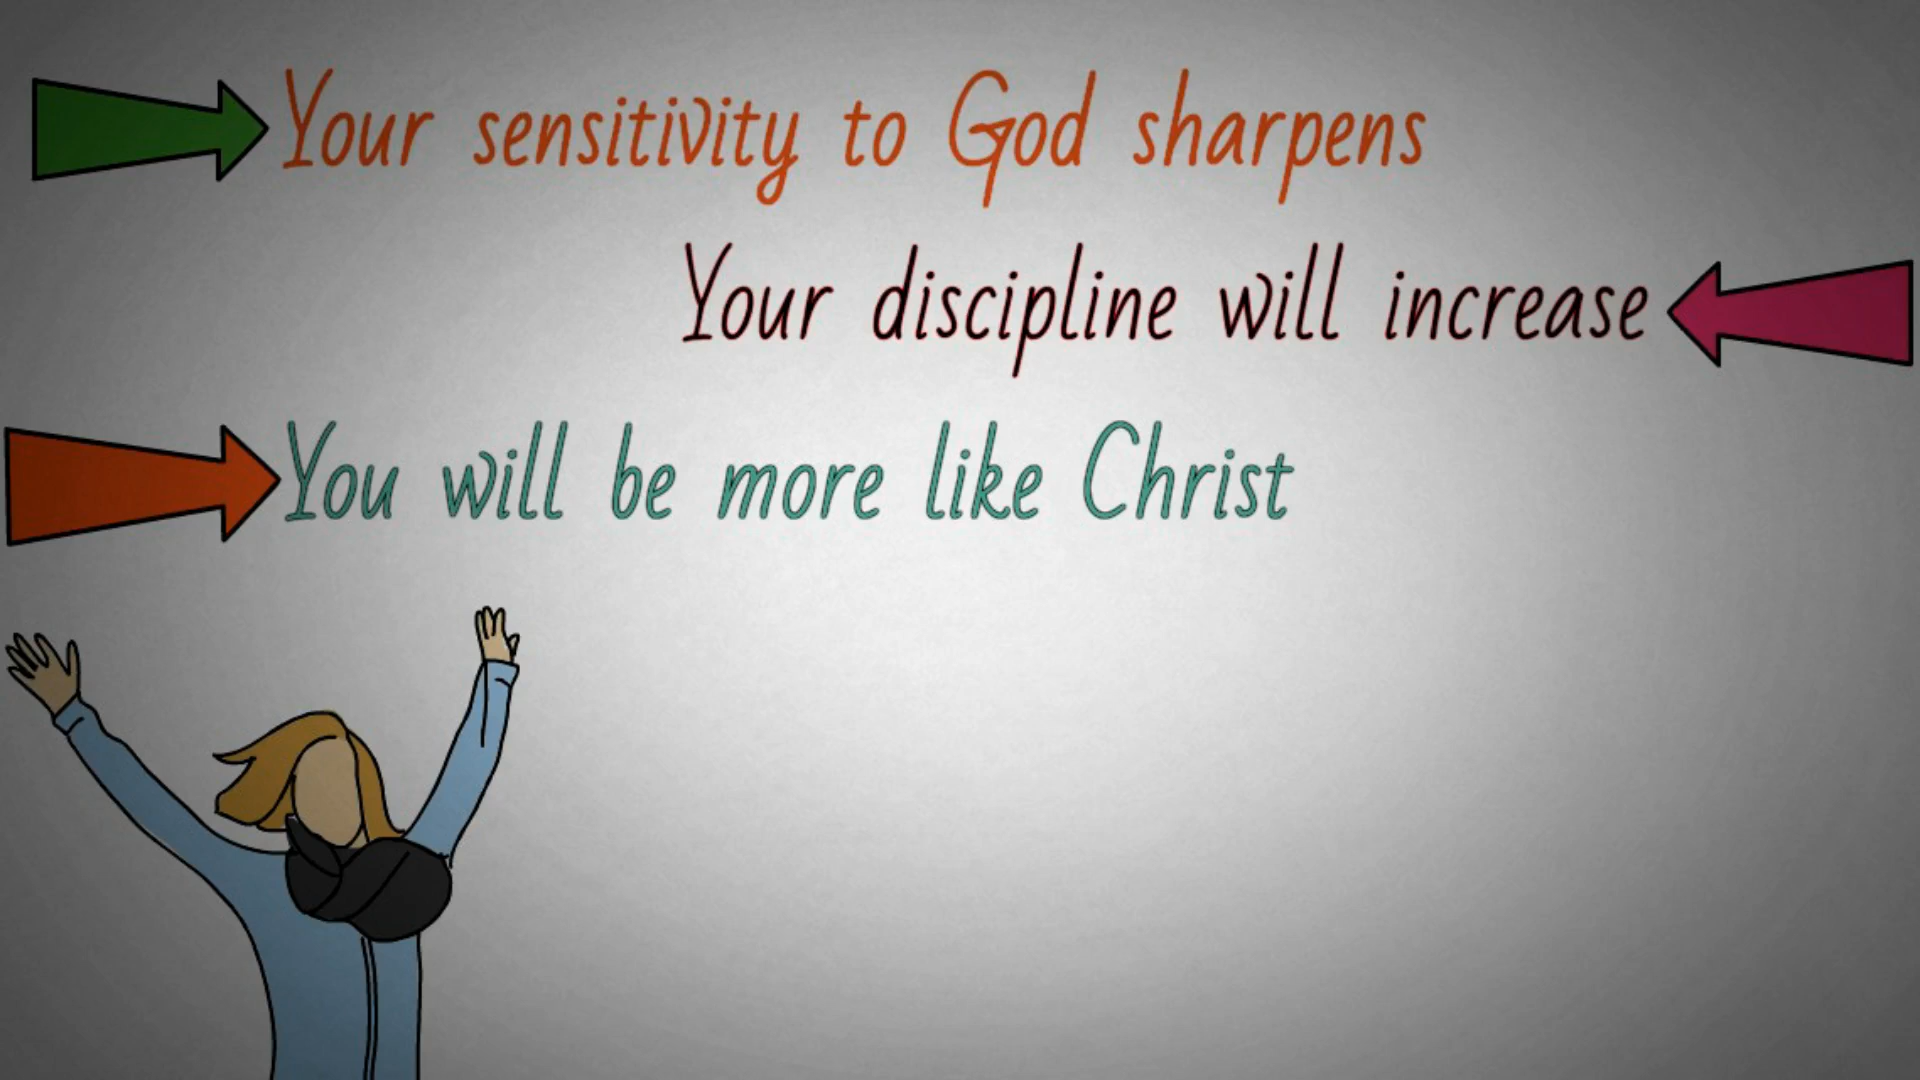 Your sensitivity to God sharpens
Your discipline will increase
You will be more like Christ